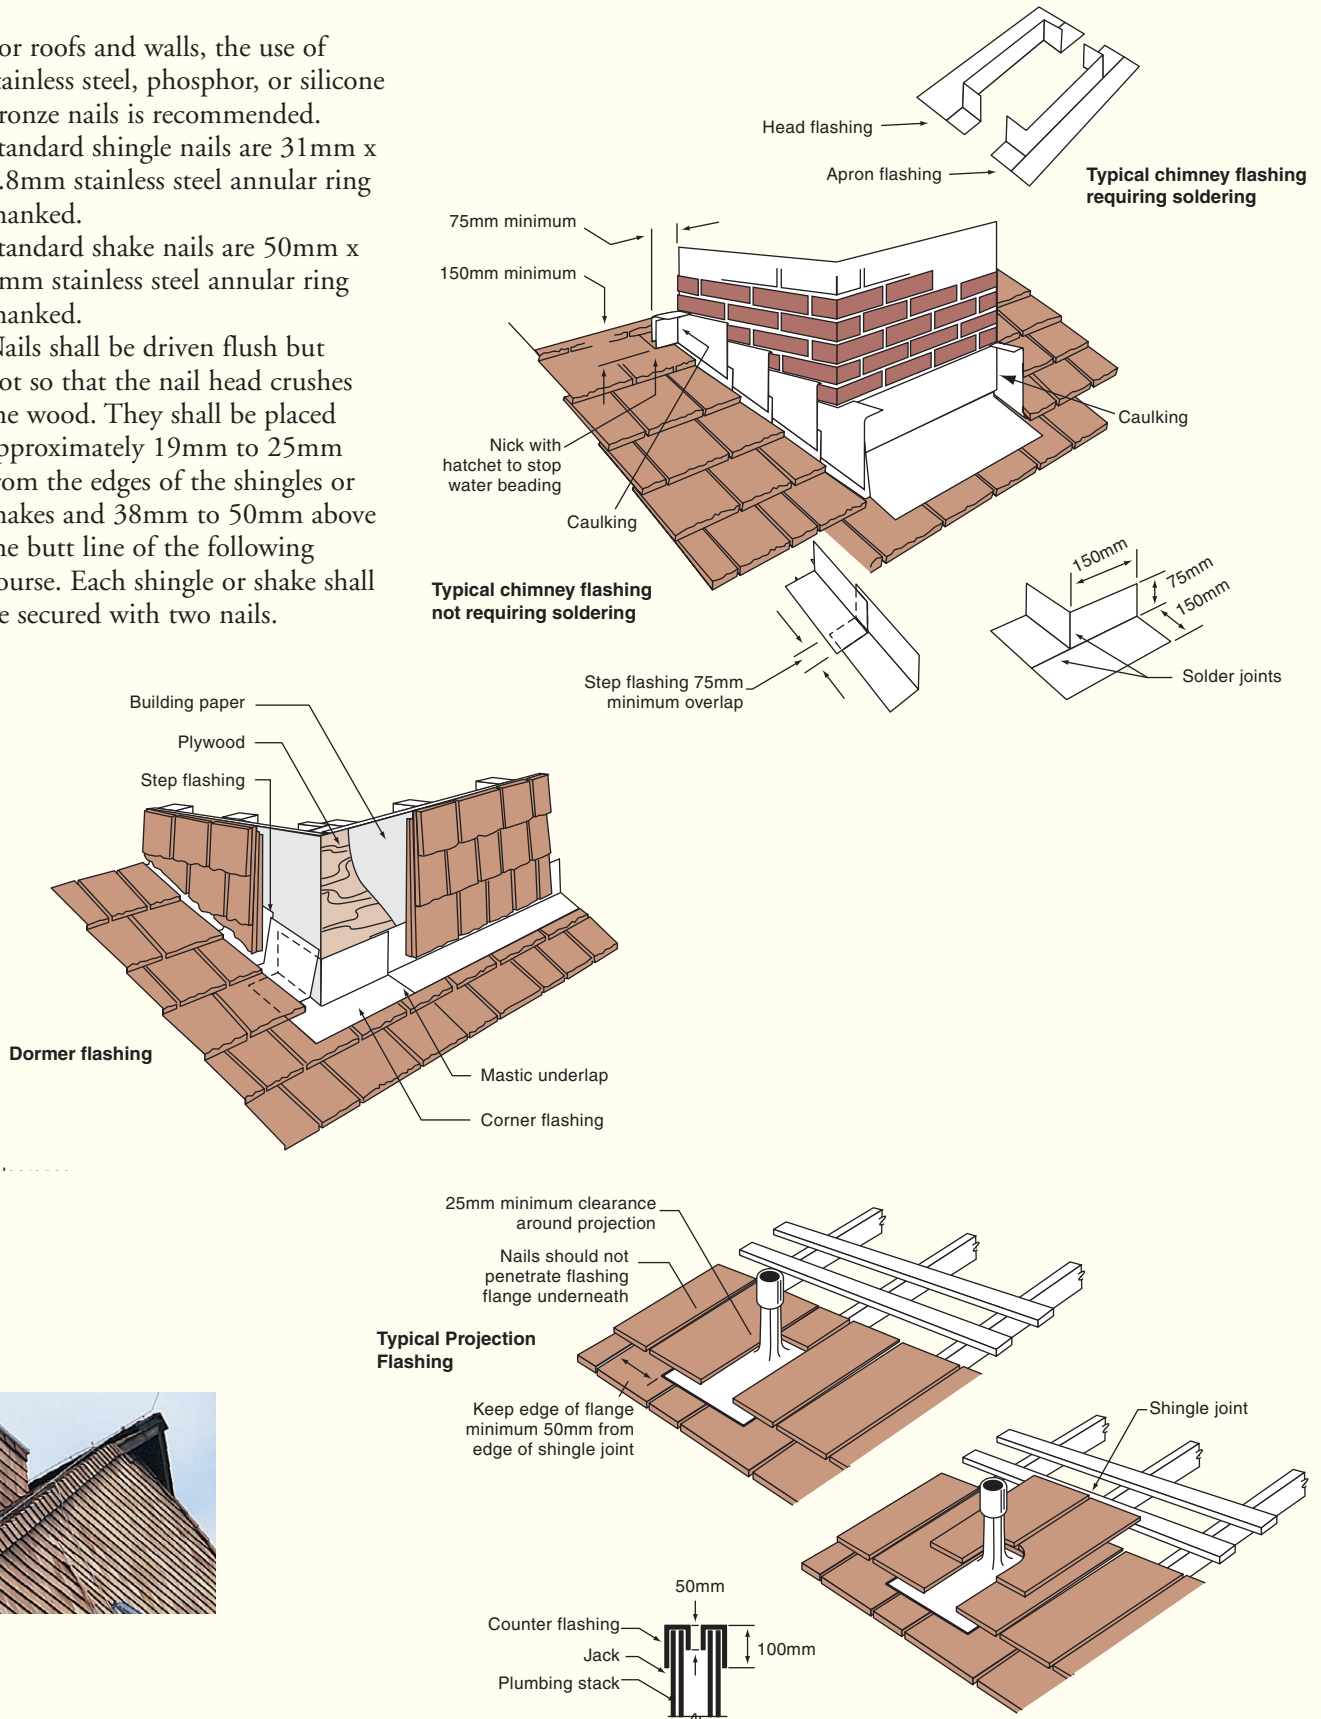 or roofs and walls, the use of
tainless steel, phosphor, or silicone
ronze nails is recommended.
tandard shingle nails are 31mm x
.8mm stainless steel annular ring
hanked.
tandard shake nails are 50mm x
mm stainless steel annular ring
hanked.
Nails shall be driven flush but
ot so that the nail head crushes
he wood. They shall be placed
pproximately 19mm to 25mm
rom the edges of the shingles or
hakes and 38mm to 50mm above
he butt line of the following
ourse. Each shingle or shake shall
e secured with two nails.
Head flashing
Apron flashing
Typical chimney flashing
requiring soldering
75mm minimum
150mm minimum
Nick with
hatchet to stop
water beading
Caulking
Caulking
Typical chimney flashing
not requiring soldering
Step flashing 75mm
minimum overlap
150mm
75mm
150mm
Solder joints
Building paper
Plywood
Step flashing
Dormer flashing
Mastic underlap
Corner flashing
25mm minimum clearance
around projection
Nails should not
penetrate flashing
flange underneath
Typical Projection
Flashing
Keep edge of flange
minimum 50mm from
edge of shingle joint
Shingle joint
50mm
Counter flashing
100mm
Jack
Plumbing stack